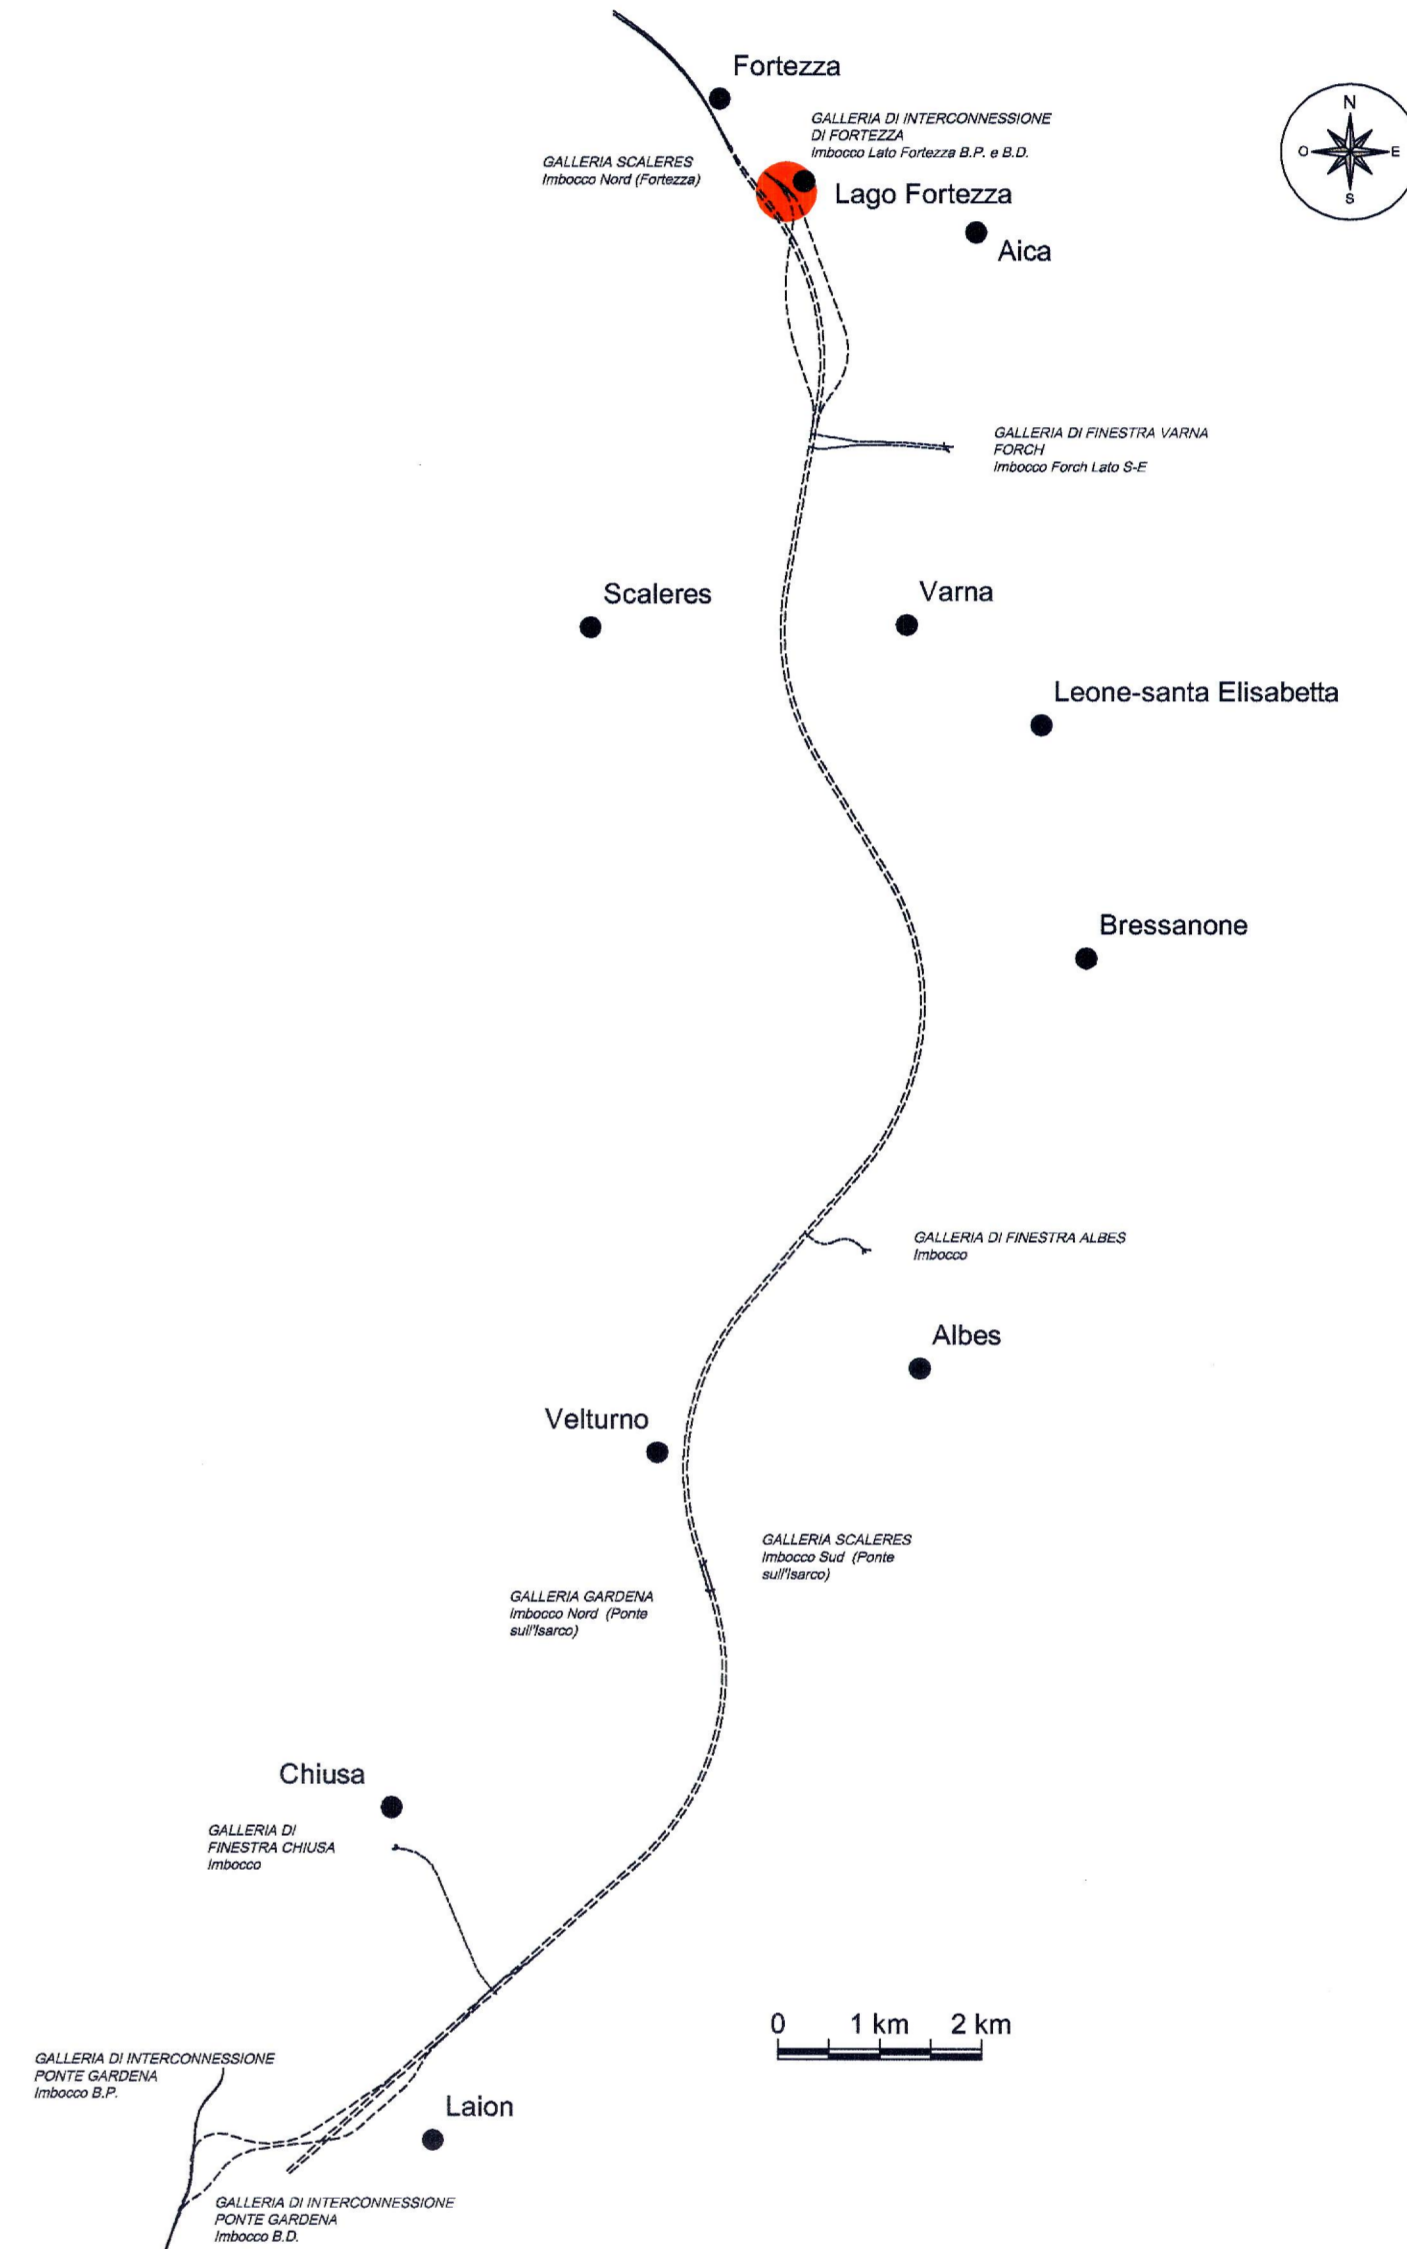 Fortezza
GALLERIA DI INTERCONNESSIONE
DI FORTEZZA
Imbocco Lato Fortezza B.P. e B.D.
N
O
E
S
GALLERIA SCALERES
Imbocco Nord (Fortezza)
Lago Fortezza
Aica
GALLERIA DI FINESTRA VARNA
FORCH
Imbocco Forch Lato S-E
Scaleres
Varna
Leone-santa Elisabetta
Bressanone
GALLERIA DI FINESTRA ALBES
Imbocco
Albes
Velturno
GALLERIA SCALERES
Imbocco Sud (Ponte
sull'Isarco)
GALLERIA GARDENA
Imbocco Nord (Ponte
sull'Isarco)
Chiusa
GALLERIA DI
FINESTRA CHIUSA
Imbocco
0 1 km 2 km
GALLERIA DI INTERCONNESSIONE
PONTE GARDENA
Imbocco B.P.
Laion
GALLERIA DI INTERCONNESSIONE
PONTE GARDENA
Imbocco B.D.